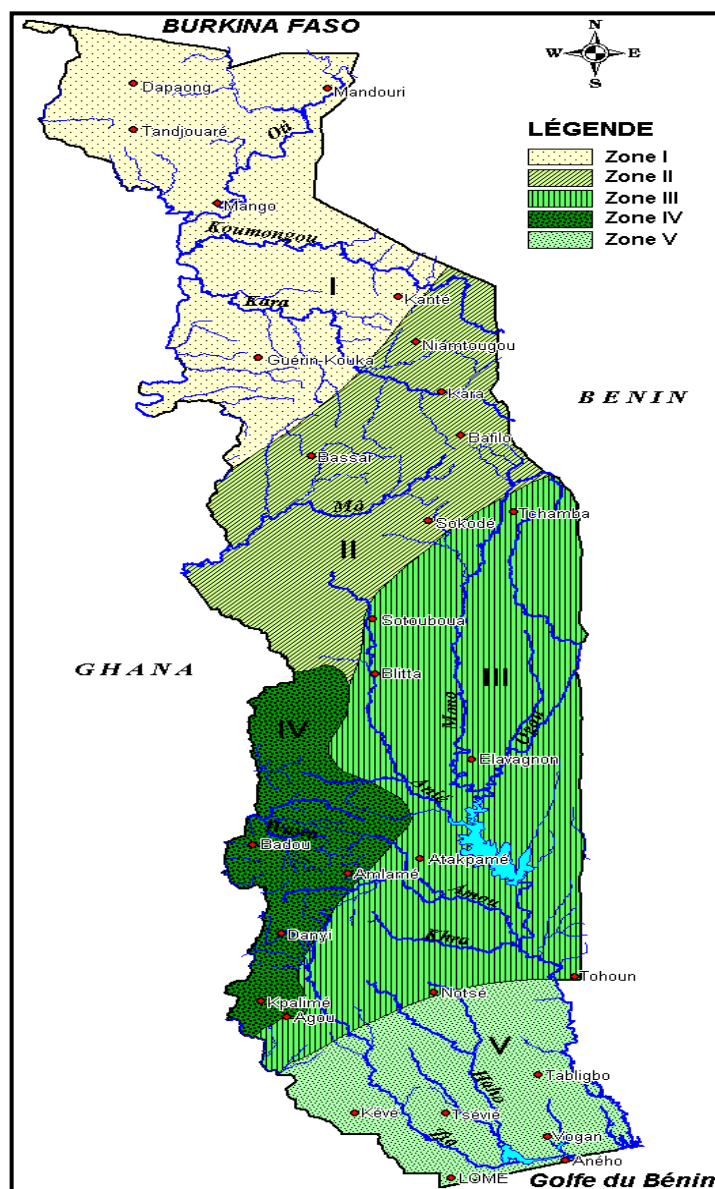 BURKINA FASO
N
W
E
S
Dapaong
Mandouri
Tandjouaré
Oti
LÉGENDE
Zone I
Zone II
Zone III
Zone IV
Zone V
Mango
Koumongou
I
Kara
Kanté
Niamtougou
Guérin-Kouka
Kara
BENIN
Bafilo
Bassar
Mô
Sokodé
Tchamba
II
Sotouboua
GHANA
Blitta
III
Mono
Ogou
IV
Elavagnon
Anié
Badou
Atakpamé
Amlamé
Amou
Danyi
Khra
Tohoun
Notsé
Kpalimé
Agou
V
Tabligbo
Haho
Kévé
Tsévié
Zio
Vogan
Aného
LOME
Golfe du Bénin